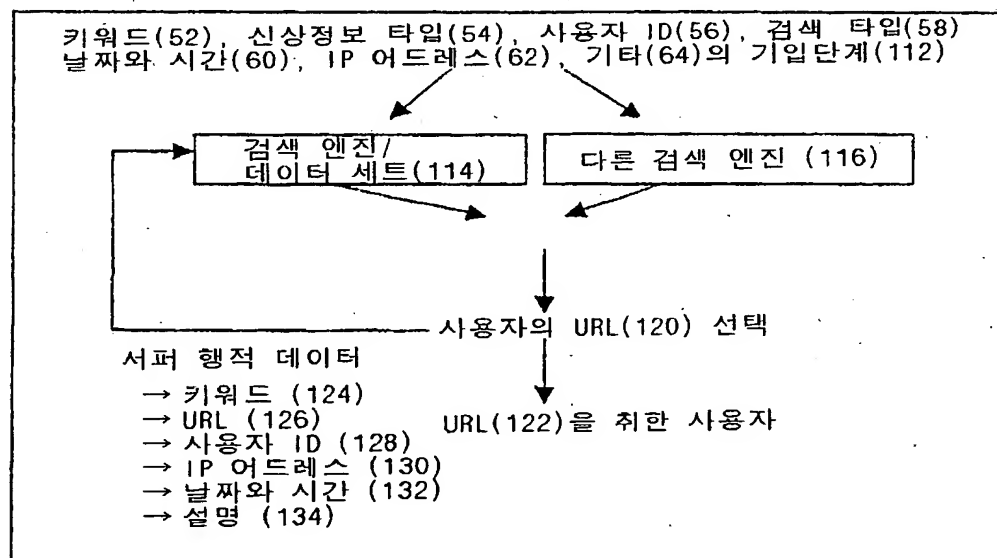 키워드(52), 신상정보 타입(54), 사용자 ID(56), 검색 타입(58)
날짜와 시간(60), IP 어드레스(62), 기타(64)의 기입단계(112)
검색 엔진/
데이터 세트(114)
다른 검색 엔진 (116)
사용자의 URL(120) 선택
서퍼 행적 데이터
→ 키워드 (124)
→ URL (126)
→ 사용자 ID (128)
→ IP 어드레스 (130)
→ 날짜와 시간 (132)
→ 설명 (134)
URL(122)을 취한 사용자